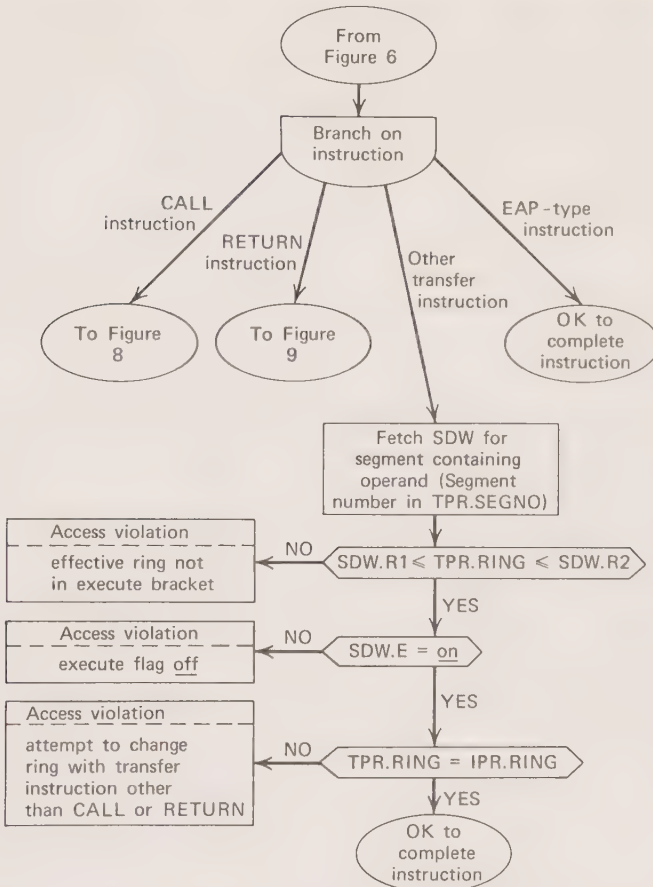 From
Figure 6
Branch on
instruction
CALL
instruction
RETURN
instruction
Other
transfer
instruction
EAP-type
instruction
To Figure
8
To Figure
9
OK to
complete
instruction
Fetch SDW for
segment containing
operand (Segment
number in TPR.SEGNO)
Access violation
effective ring not
in execute bracket
NO
SDW.R1 ≤ TPR.RING ≤ SDW.R2
YES
Access violation
execute flag off
NO
SDW.E = on
YES
Access violation
attempt to change
ring with transfer
instruction other
than CALL or RETURN
NO
TPR.RING = IPR.RING
YES
OK to
complete
instruction